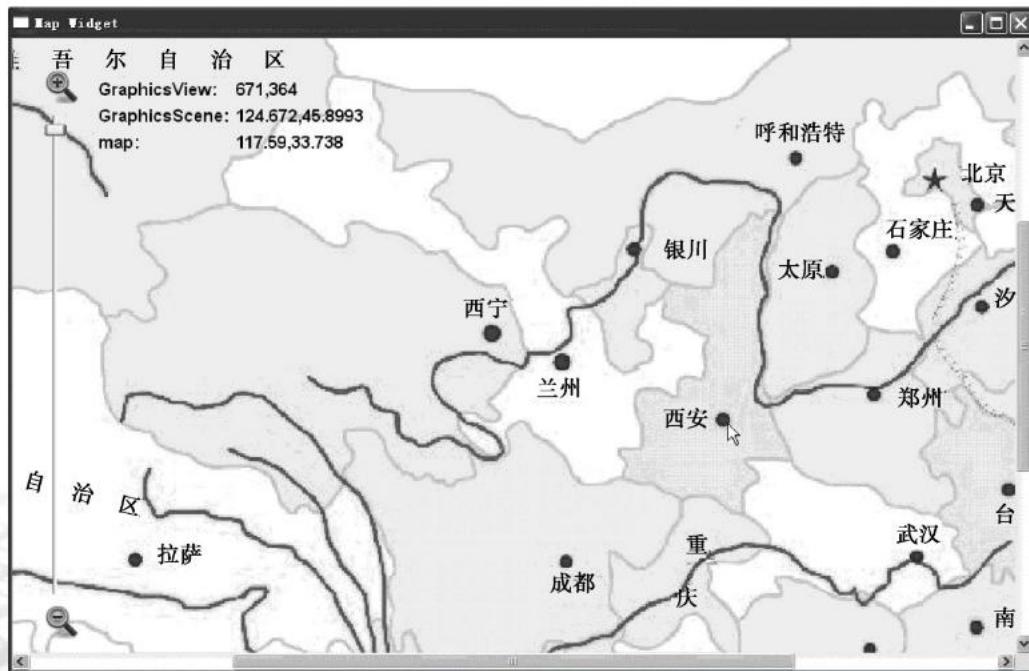 Map Widget
吾 尔 自 治 区
GraphicsView: 671,364
GraphicsScene: 124.672,45.8993
map: 117.59,33.738
呼和浩特
北京
天
石家庄
银川
太原
汐
西宁
兰州
郑州
西安
自 治 区
台
武汉
重庆
拉萨
成都
南